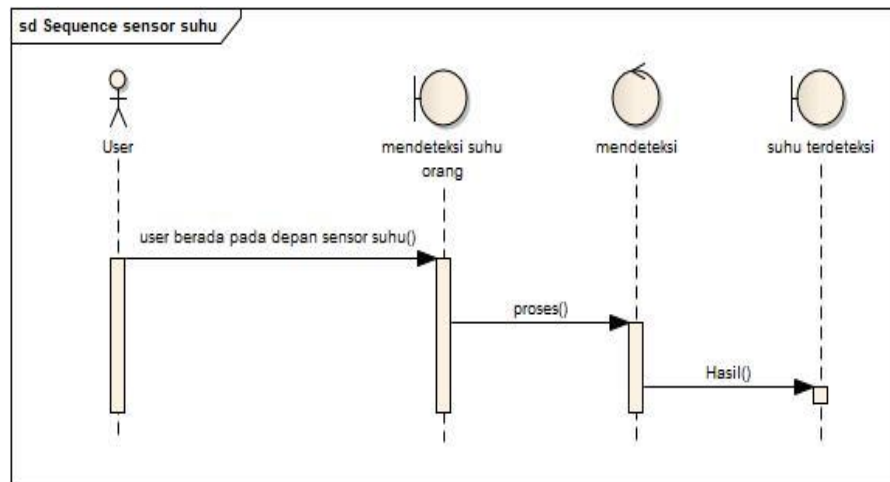 sd Sequence sensor suhu
User
mendeteksi suhu
orang
mendeteksi
suhu terdeteksi
user berada pada depan sensor suhu()
proses()
Hasil()